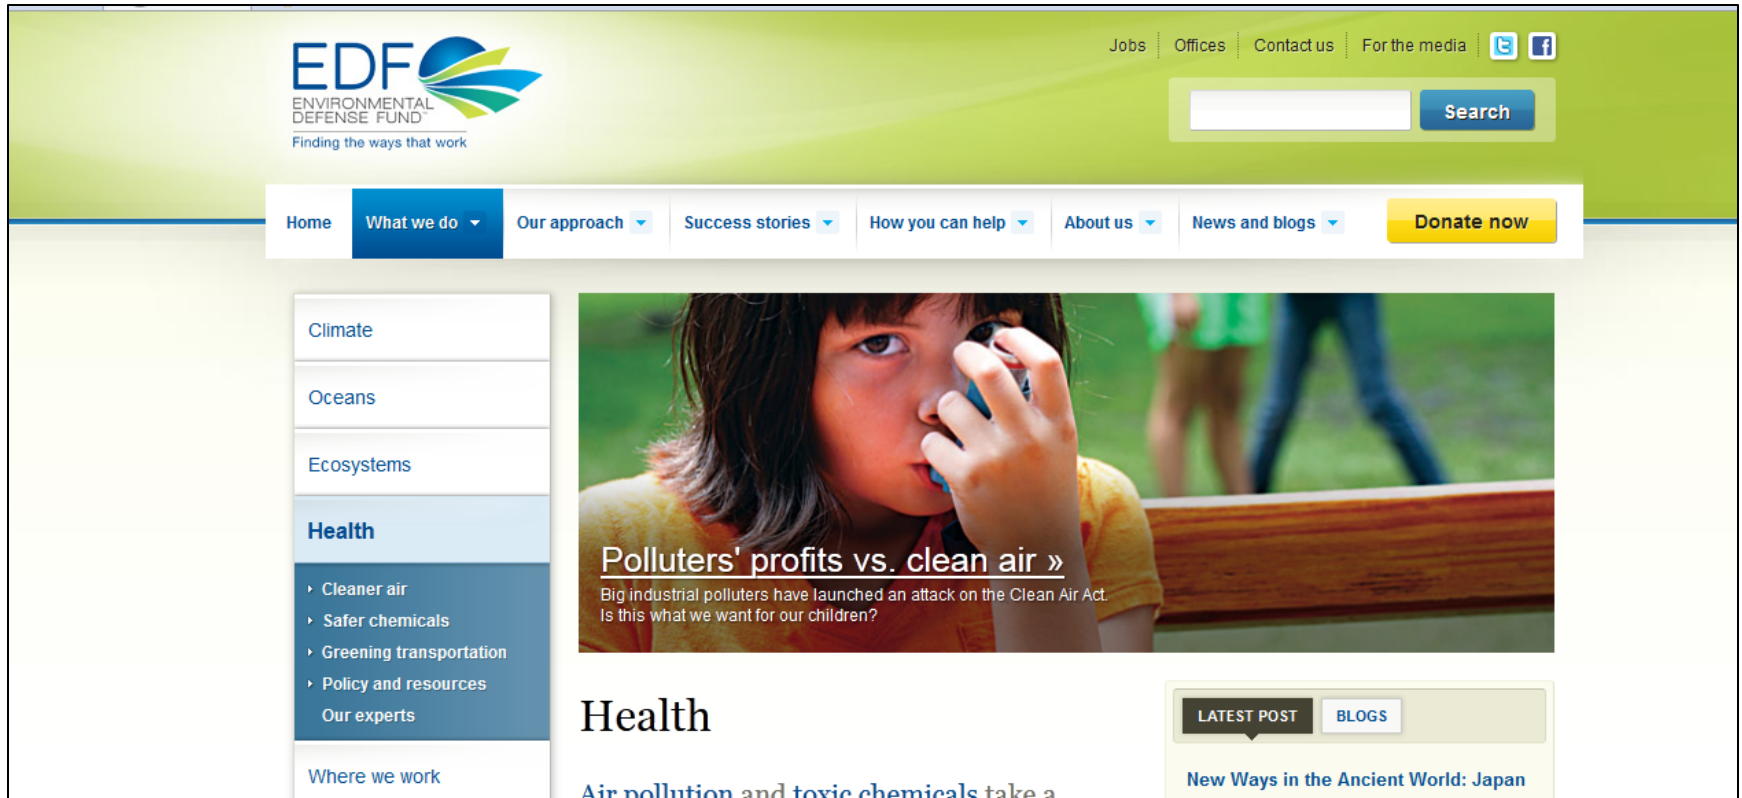 Jobs
Offices
Contact us
For the media
EDF
ENVIRONMENTAL
DEFENSE FUND™
Finding the ways that work
Search
Home
What we do
Our approach
Success stories
How you can help
About us
News and blogs
Donate now
Climate
Oceans
Ecosystems
Health
Cleaner air
Safer chemicals
Greening transportation
Policy and resources
Our experts
Where we work
Polluters' profits vs. clean air »
Big industrial polluters have launched an attack on the Clean Air Act.
Is this what we want for our children?
Health
Air pollution and toxic chemicals take a
LATEST POST
BLOGS
New Ways in the Ancient World: Japan